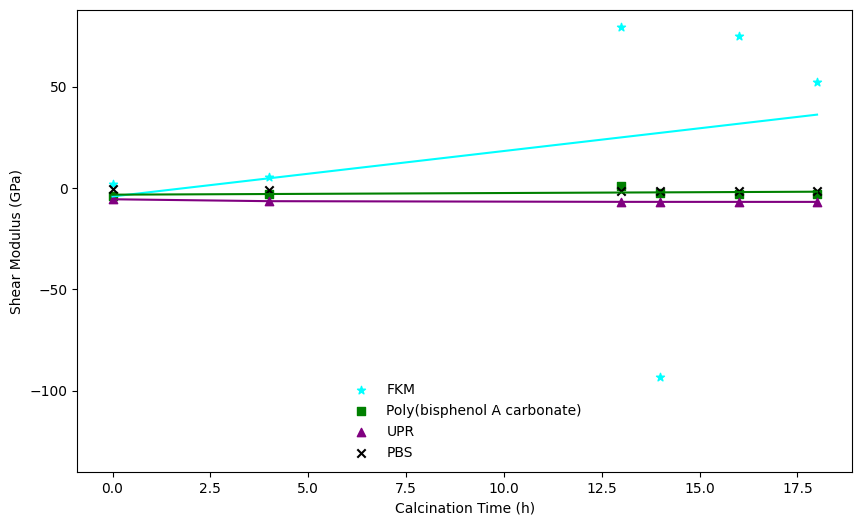 50
0
−50
−100
Shear Modulus (GPa)
FKM
Poly(bisphenol A carbonate)
UPR
PBS
0.0 2.5 5.0 7.5 10.0 12.5 15.0 17.5
Calcination Time (h)